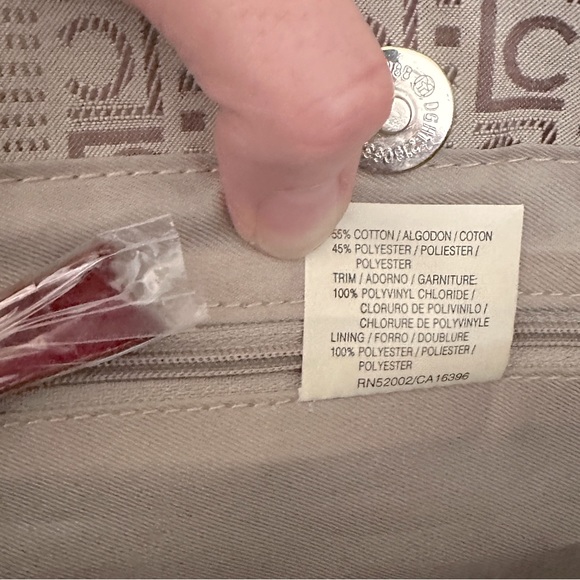 LC
55% COTTON / ALGODON / COTON
45% POLYESTER / POLIESTER /
POLYESTER
TRIM / ADORNO / GARNITURE:
100% POLYVINYL CHLORIDE /
CLORURO DE POLIVINILO /
CHLORURE DE POLYVINYLE
LINING / FORRO / DOUBLURE
100% POLYESTER / POLIESTER /
POLYESTER
RN52002/CA16396